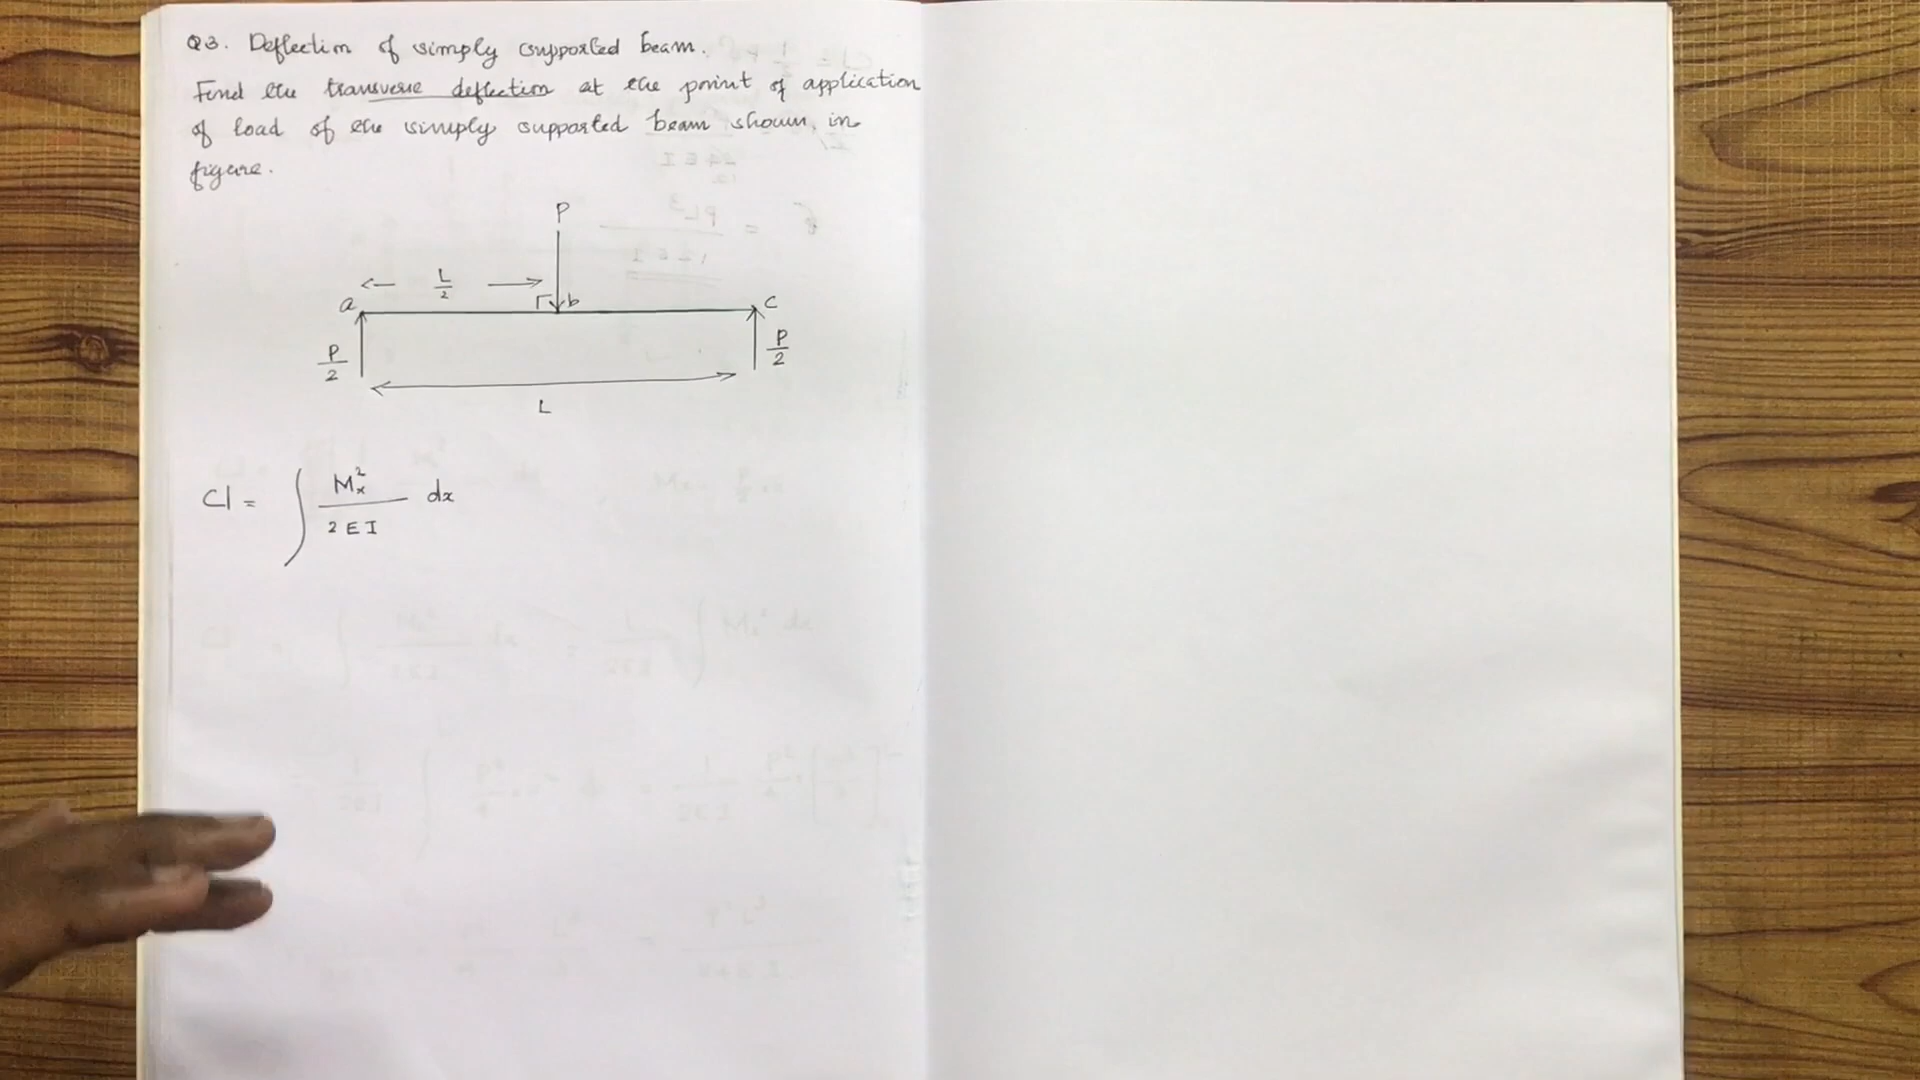 Q3. Deflection of simply supported beam.
Find the transverse deflection at the point of application
of load of the simply supported beam shown in
figure.
P
L/2
a
b
c
P/2
P/2
L
U = ∫ Mx² / 2EI dx